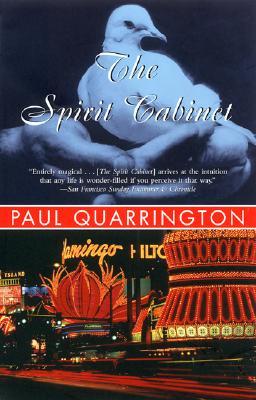 The
Spirit Cabinet
"Entirely magical . . . [The Spirit Cabinet] arrives at the intuition
that any life is wonder-filled if you perceive it that way."
—San Francisco Sunday Examiner & Chronicle
PAUL QUARRINGTON
Flamingo HILTO